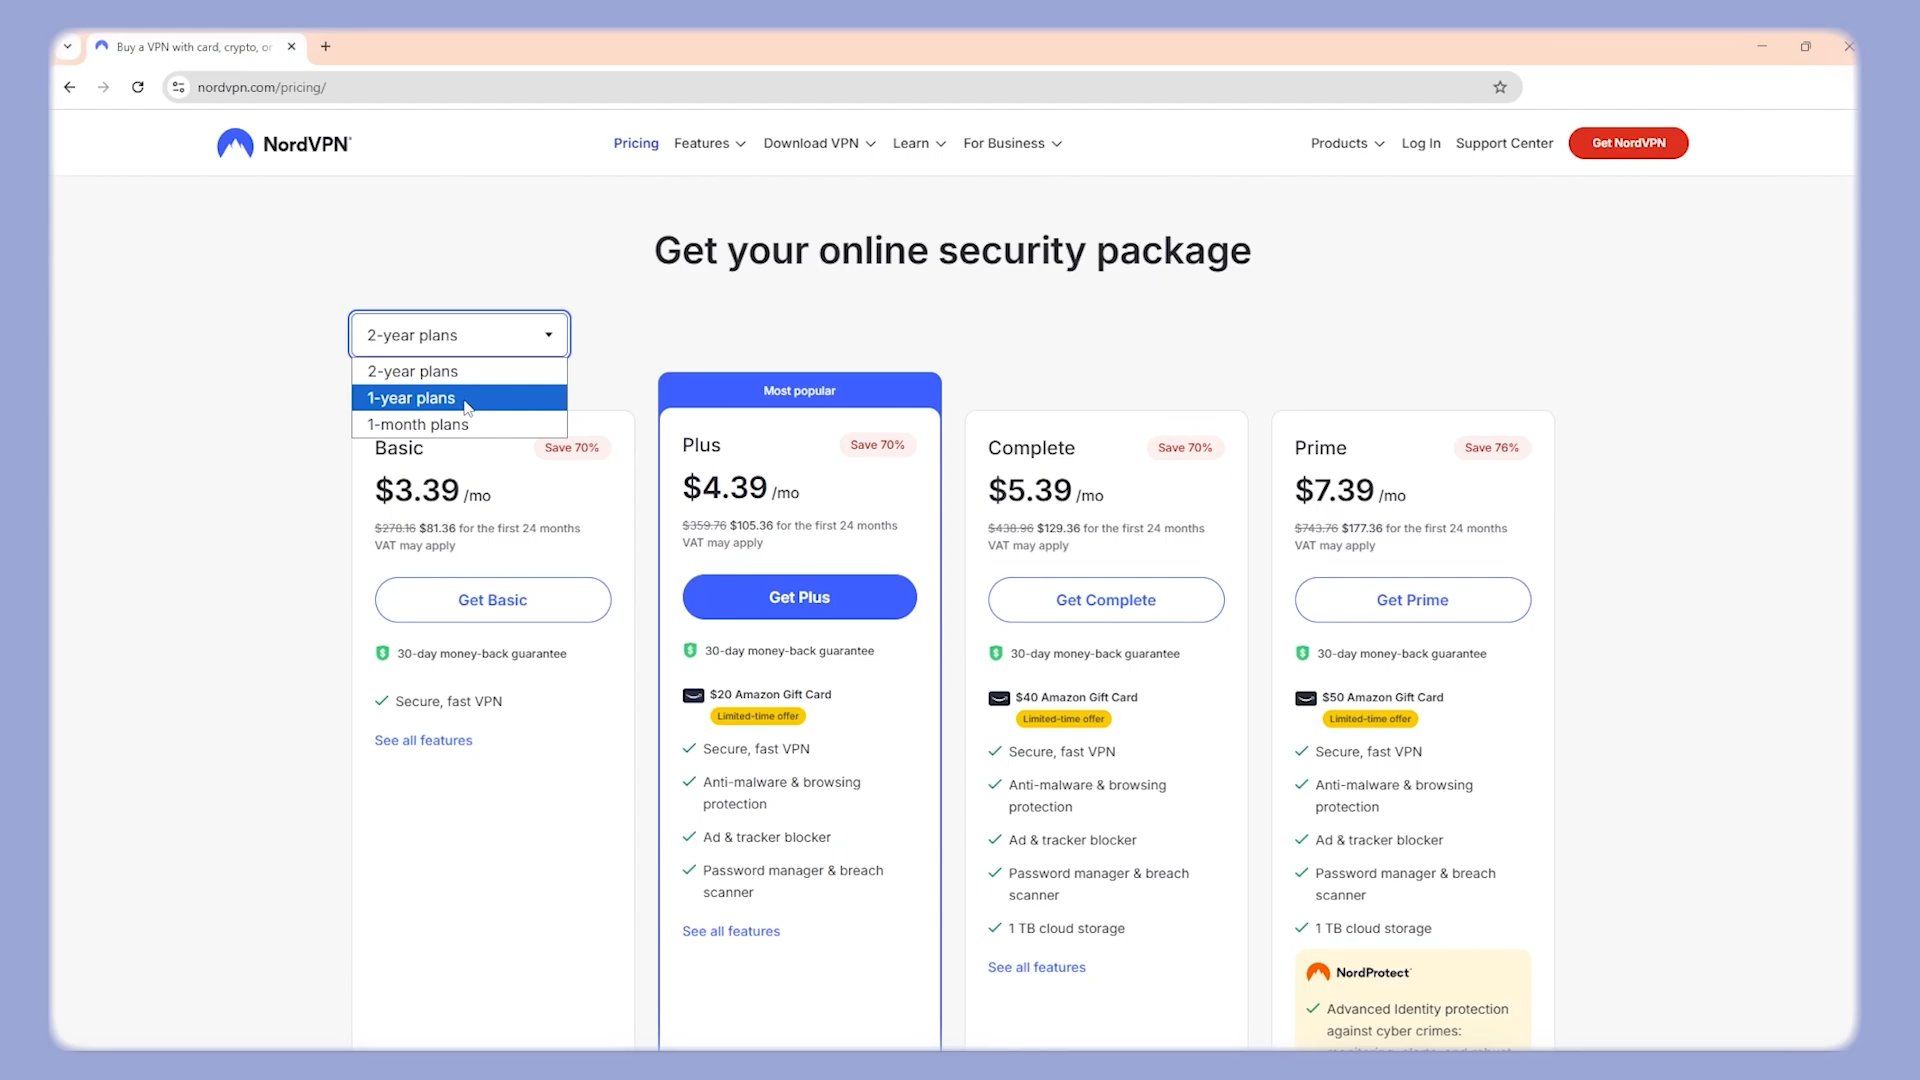 Buy a VPN with card, crypto, or
nordvpn.com/pricing/
NordVPN®
Pricing
Features
Download VPN
Learn
For Business
Products
Log In
Support Center
Get NordVPN
Get your online security package
2-year plans
2-year plans
1-year plans
1-month plans
Basic
Save 70%
$3.39 /mo
$278.16 $81.36 for the first 24 months
VAT may apply
Get Basic
30-day money-back guarantee
Secure, fast VPN
See all features
Most popular
Plus
Save 70%
$4.39 /mo
$359.76 $105.36 for the first 24 months
VAT may apply
Get Plus
30-day money-back guarantee
$20 Amazon Gift Card
Limited-time offer
Secure, fast VPN
Anti-malware & browsing
protection
Ad & tracker blocker
Password manager & breach
scanner
See all features
Complete
Save 70%
$5.39 /mo
$438.96 $129.36 for the first 24 months
VAT may apply
Get Complete
30-day money-back guarantee
$40 Amazon Gift Card
Limited-time offer
Secure, fast VPN
Anti-malware & browsing
protection
Ad & tracker blocker
Password manager & breach
scanner
1 TB cloud storage
See all features
Prime
Save 76%
$7.39 /mo
$743.76 $177.36 for the first 24 months
VAT may apply
Get Prime
30-day money-back guarantee
$50 Amazon Gift Card
Limited-time offer
Secure, fast VPN
Anti-malware & browsing
protection
Ad & tracker blocker
Password manager & breach
scanner
1 TB cloud storage
NordProtect
Advanced Identity protection
against cyber crimes: